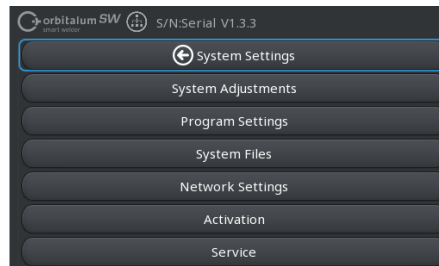 orbitalum SW S/N:Serial V1.3.3
smart welder
System Settings
System Adjustments
Program Settings
System Files
Network Settings
Activation
Service